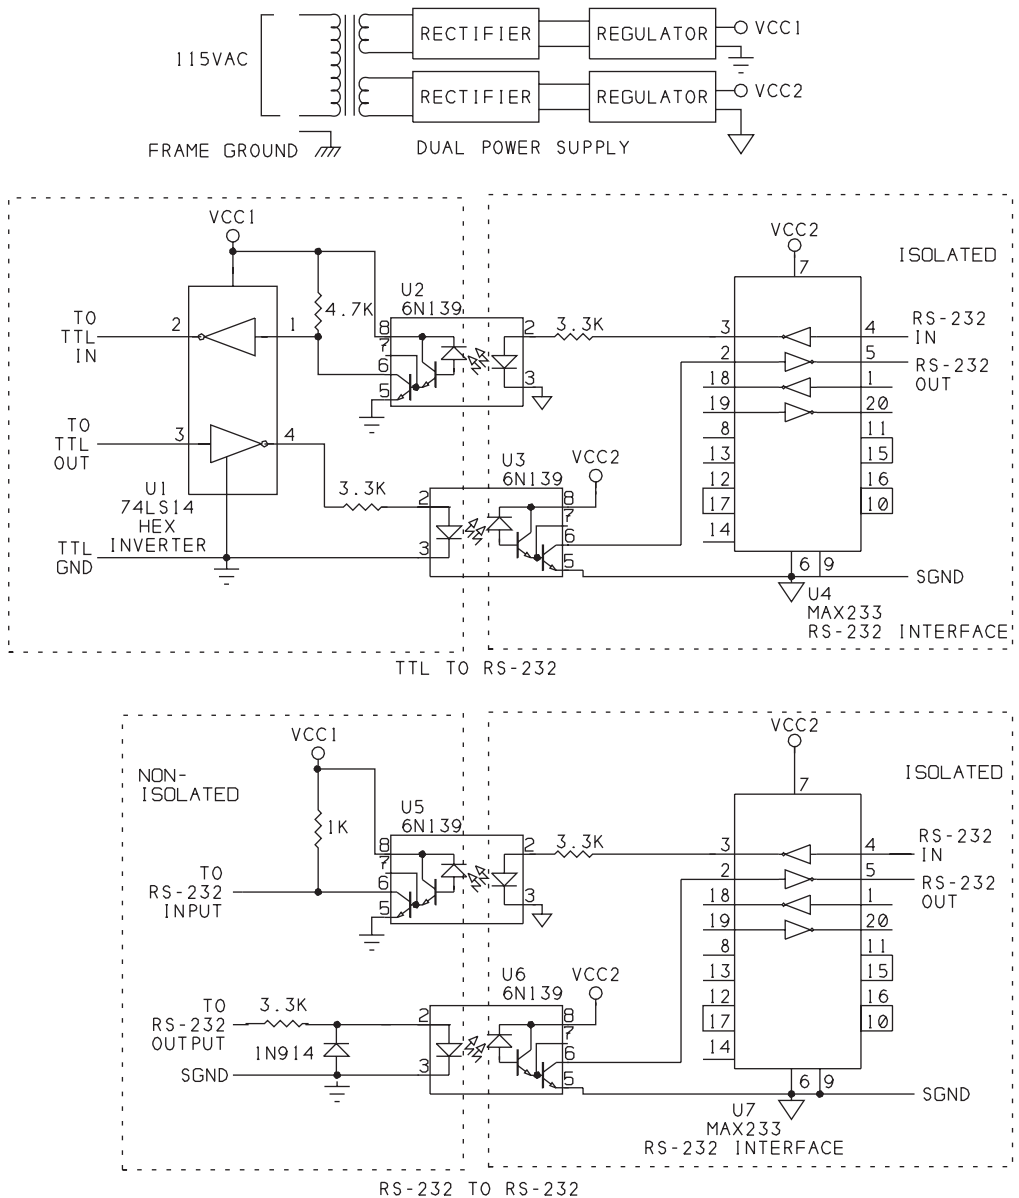 115VAC
RECTIFIER
REGULATOR
VCC1
RECTIFIER
REGULATOR
VCC2
FRAME GROUND
DUAL POWER SUPPLY
VCC1
TO
TTL
IN
2
1
4.7K
U2
6N139
8
7
6
5
2
3
3.3K
VCC2
7
ISOLATED
3
2
18
19
8
13
12
17
14
4
5
1
20
11
15
16
10
RS-232
IN
RS-232
OUT
TO
TTL
OUT
3
4
U1
74LS14
HEX
INVERTER
TTL
GND
3.3K
U3
6N139
VCC2
2
3
8
7
6
5
6
9
SGND
U4
MAX233
RS-232 INTERFACE
TTL TO RS-232
NON-
ISOLATED
VCC1
1K
TO
RS-232
INPUT
U5
6N139
8
7
6
5
2
3
3.3K
VCC2
7
ISOLATED
3
2
18
19
8
13
12
17
14
4
5
1
20
11
15
16
10
RS-232
IN
RS-232
OUT
TO
RS-232
OUTPUT
3.3K
1N914
SGND
U6
6N139
VCC2
2
3
8
7
6
5
6
9
SGND
U7
MAX233
RS-232 INTERFACE
RS-232 TO RS-232